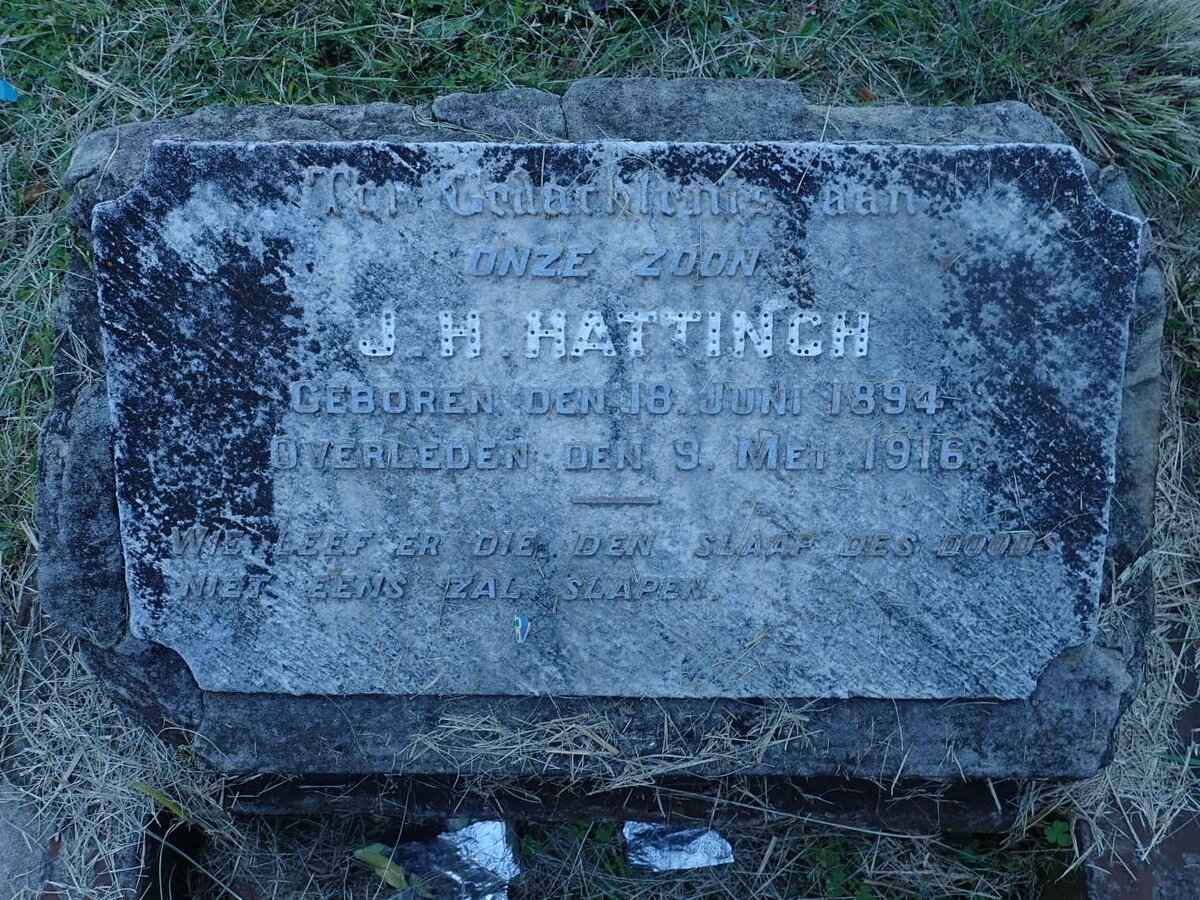 Ter Gedachtenis aan
ONZE ZOON
J. H. HATTINGH
GEBOREN DEN 18. JUNI 1894
OVERLEDEN DEN 9. MEI 1916.
WIE LEEF ER DIE DEN SLAAP DES DOODS
NIET EENS ZAL SLAPEN.